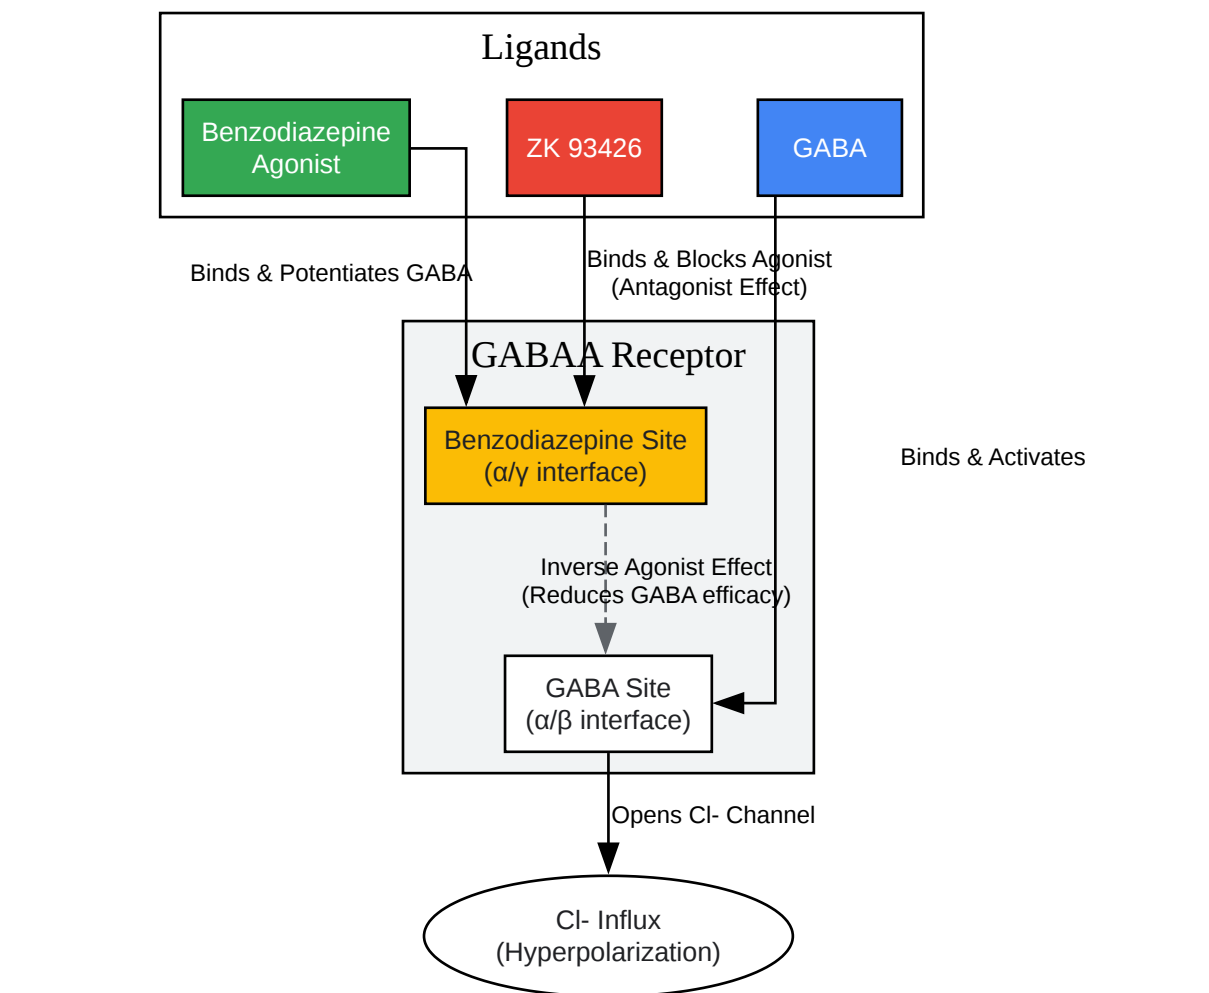 Ligands
Benzodiazepine
Agonist
ZK 93426
GABA
Binds & Potentiates GABA
Binds & Blocks Agonist
(Antagonist Effect)
GABAA Receptor
Benzodiazepine Site
(α/γ interface)
Binds & Activates
Inverse Agonist Effect
(Reduces GABA efficacy)
GABA Site
(α/β interface)
Opens Cl- Channel
Cl- Influx
(Hyperpolarization)